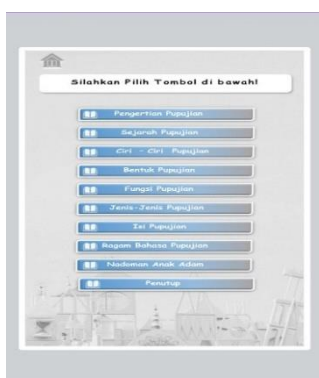 Silahkan Pilih Tombol di bawah!
Pengertian Pupujian
Sejarah Pupujian
Ciri - Ciri Pupujian
Bentuk Pupujian
Fungsi Pupujian
Jenis-Jenis Pupujian
Isi Pupujian
Ragam Bahasa Pupujian
Nadoman Anak Adam
Penutup